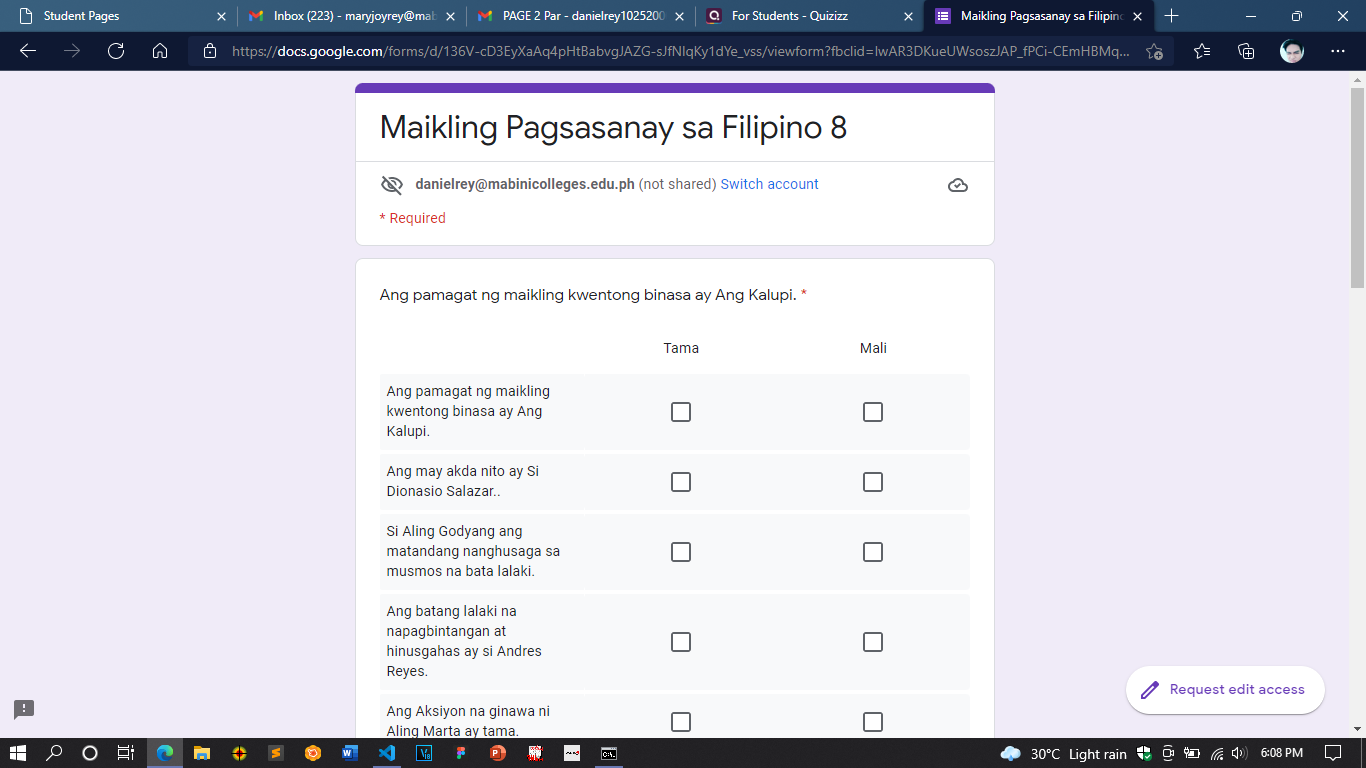 Student Pages
Inbox (223) - maryjoyrey@mab
PAGE 2 Par - danielrey1025200
For Students - Quizizz
Maikling Pagsasanay sa Filipino
https://docs.google.com/forms/d/136V-cD3EyXaAq4pHtBabvgJAZG-sJfNIqKy1dYe_vss/viewform?fbclid=IwAR3DKueUWsoszJAP_fPCi-CEmHBMq...
Maikling Pagsasanay sa Filipino 8
danielrey@mabinicolleges.edu.ph (not shared) Switch account
* Required
Ang pamagat ng maikling kwentong binasa ay Ang Kalupi. *
Tama Mali
Ang pamagat ng maikling
kwentong binasa ay Ang
Kalupi.
Ang may akda nito ay Si
Dionasio Salazar..
Si Aling Godyang ang
matandang nanghusaga sa
musmos na bata lalaki.
Ang batang lalaki na
napagbintangan at
hinusgahas ay si Andres
Reyes.
Ang Aksiyon na ginawa ni
Aling Marta ay tama.
Request edit access
30°C Light rain
6:08 PM